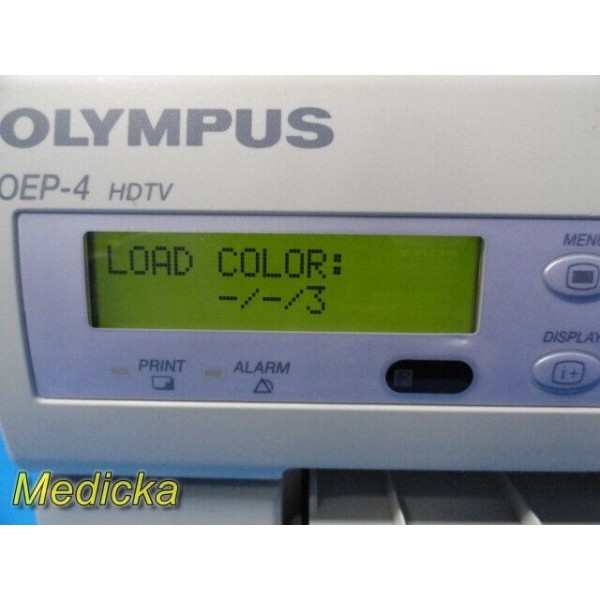 OLYMPUS
OEP-4 HDTV
LOAD COLOR:
-/-/3
MENU
DISPLAY
PRINT
ALARM
i+
Medicka